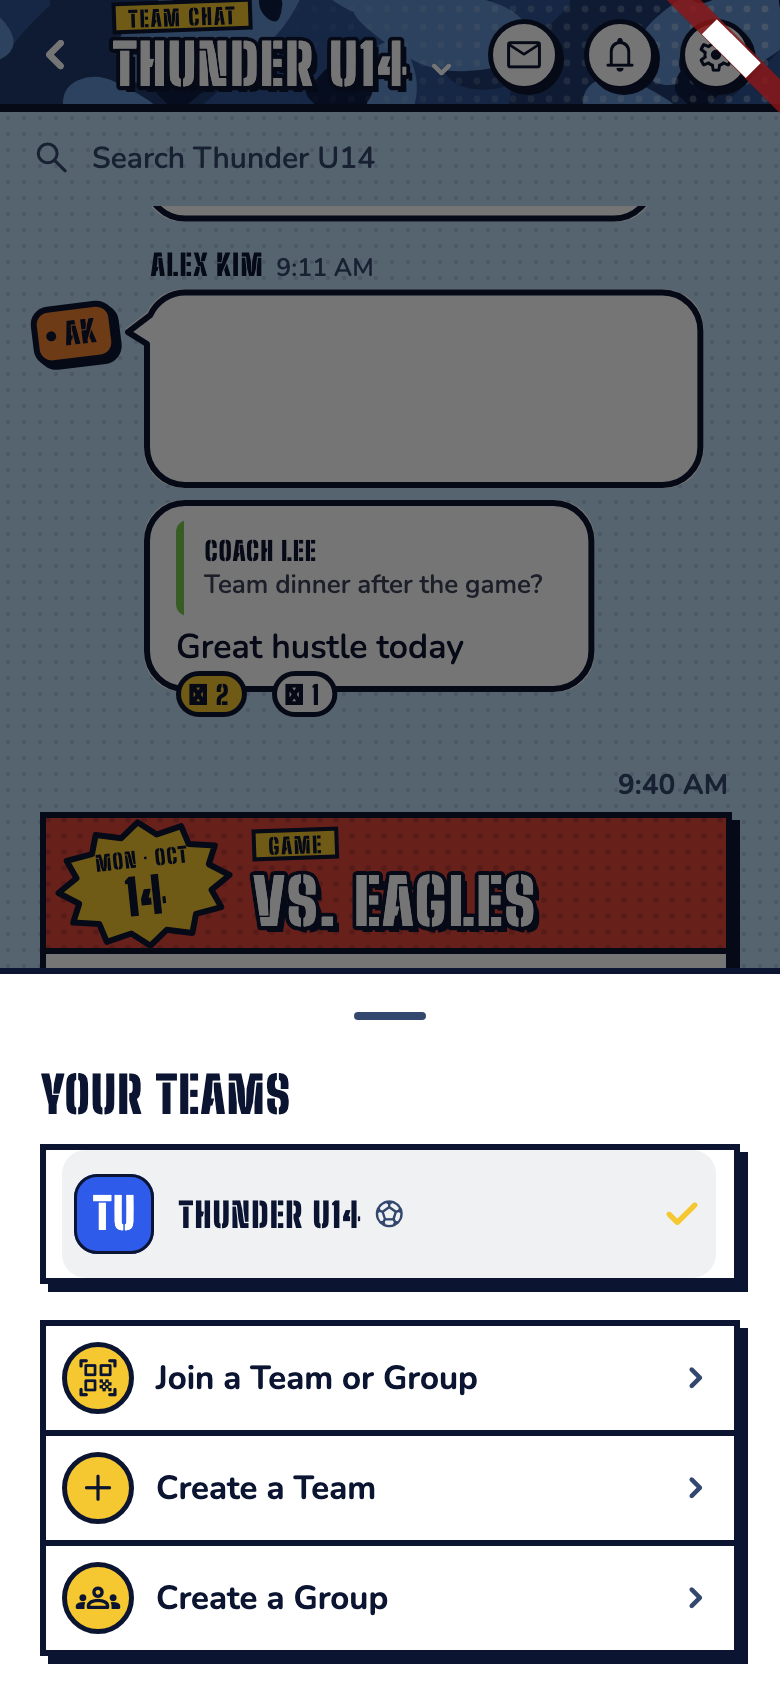 TEAM CHAT
THUNDER U14
Search Thunder U14
ALEX KIM 9:11 AM
AK
COACH LEE
Team dinner after the game?
Great hustle today
2 1
9:40 AM
MON · OCT
14
GAME
VS. EAGLES
YOUR TEAMS
TU THUNDER U14
Join a Team or Group
Create a Team
Create a Group